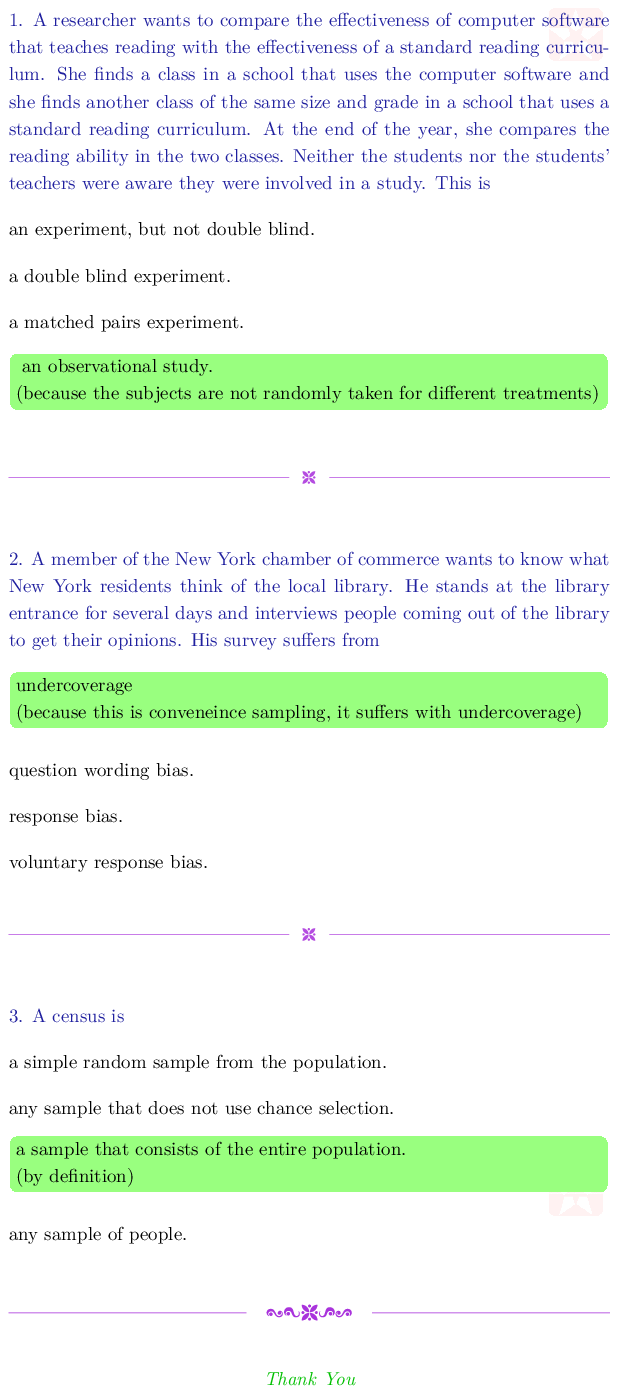 1. A researcher wants to compare the effectiveness of computer software
that teaches reading with the effectiveness of a standard reading curricu-
lum. She finds a class in a school that uses the computer software and
she finds another class of the same size and grade in a school that uses a
standard reading curriculum. At the end of the year, she compares the
reading ability in the two classes. Neither the students nor the students'
teachers were aware they were involved in a study. This is
an experiment, but not double blind.
a double blind experiment.
a matched pairs experiment.
an observational study.
(because the subjects are not randomly taken for different treatments)
2. A member of the New York chamber of commerce wants to know what
New York residents think of the local library. He stands at the library
entrance for several days and interviews people coming out of the library
to get their opinions. His survey suffers from
undercoverage
(because this is conveneince sampling, it suffers with undercoverage)
question wording bias.
response bias.
voluntary response bias.
3. A census is
a simple random sample from the population.
any sample that does not use chance selection.
a sample that consists of the entire population.
(by definition)
any sample of people.
Thank You